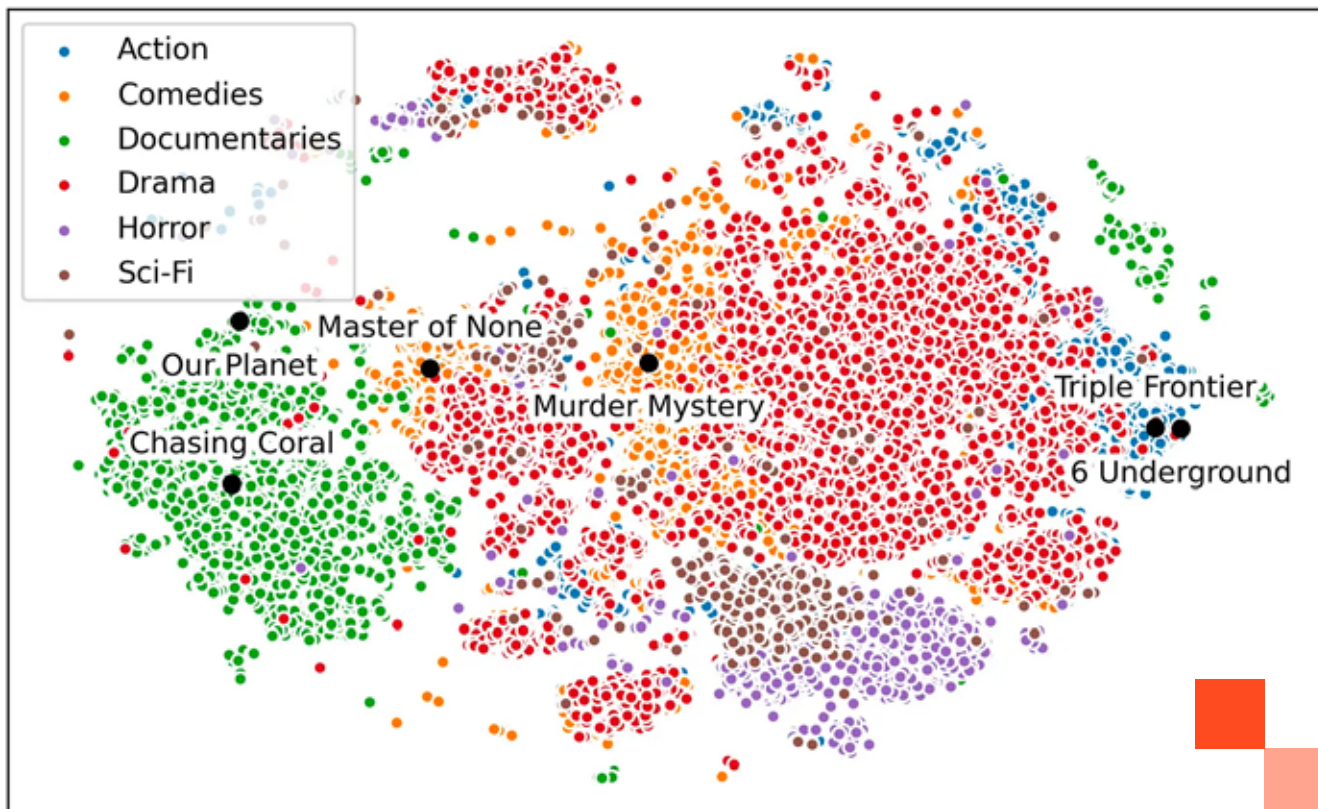 Action
Comedies
Documentaries
Drama
Horror
Sci-Fi
Master of None
Our Planet
Murder Mystery
Triple Frontier
Chasing Coral
6 Underground